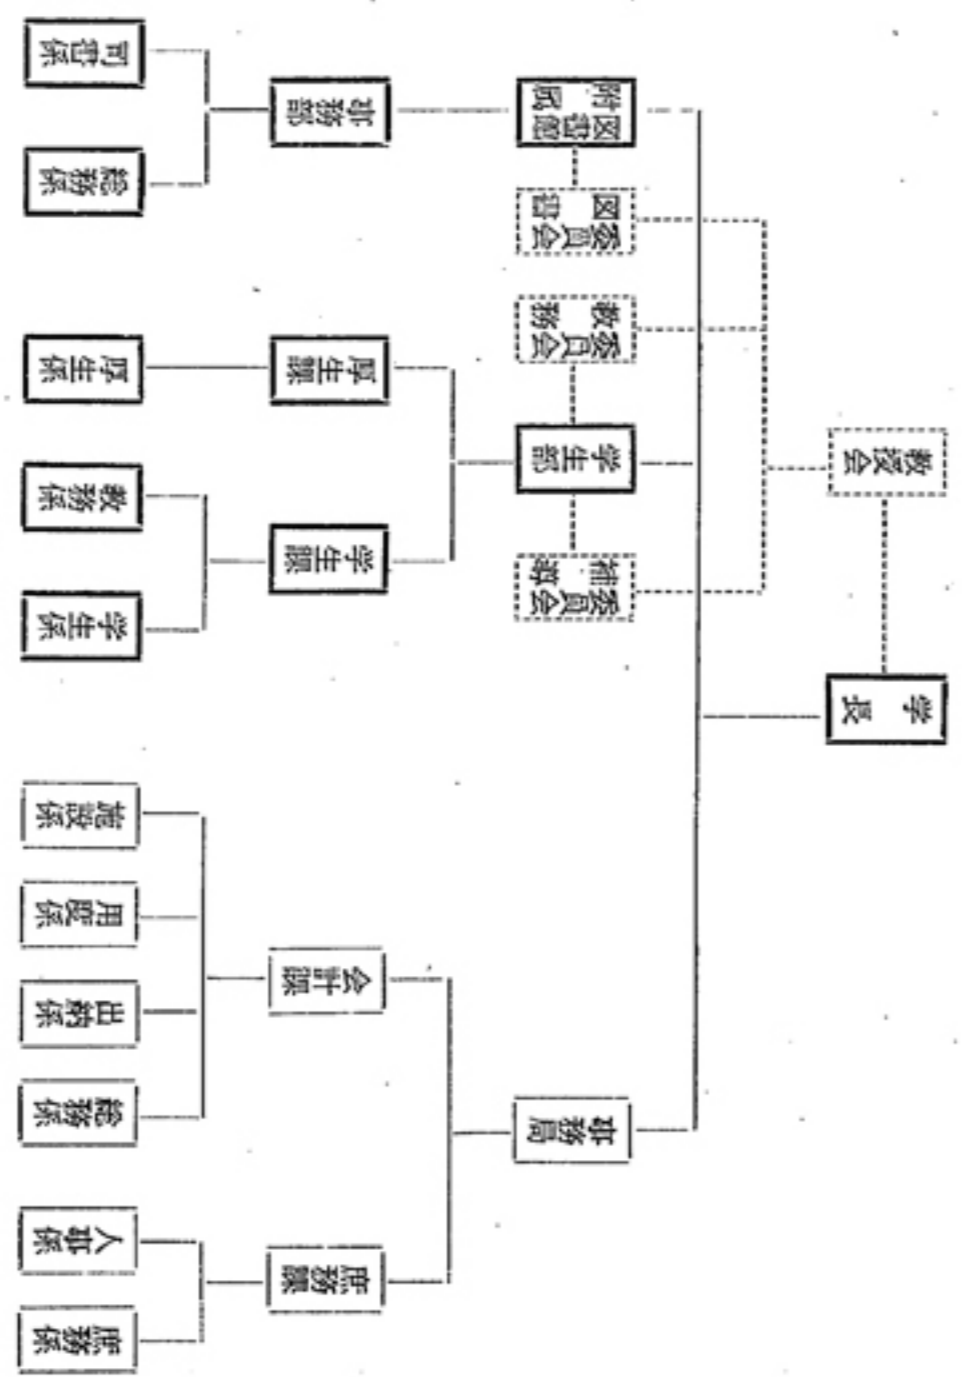 学長
教授会
附属
図書館
図書
委員会
教務
委員会
学生部
補導
委員会
事務局
事務部
厚生課
学生課
会計課
庶務課
司書係
総務係
厚生係
教務係
学生係
施設係
用度係
出納係
総務係
人事係
庶務係